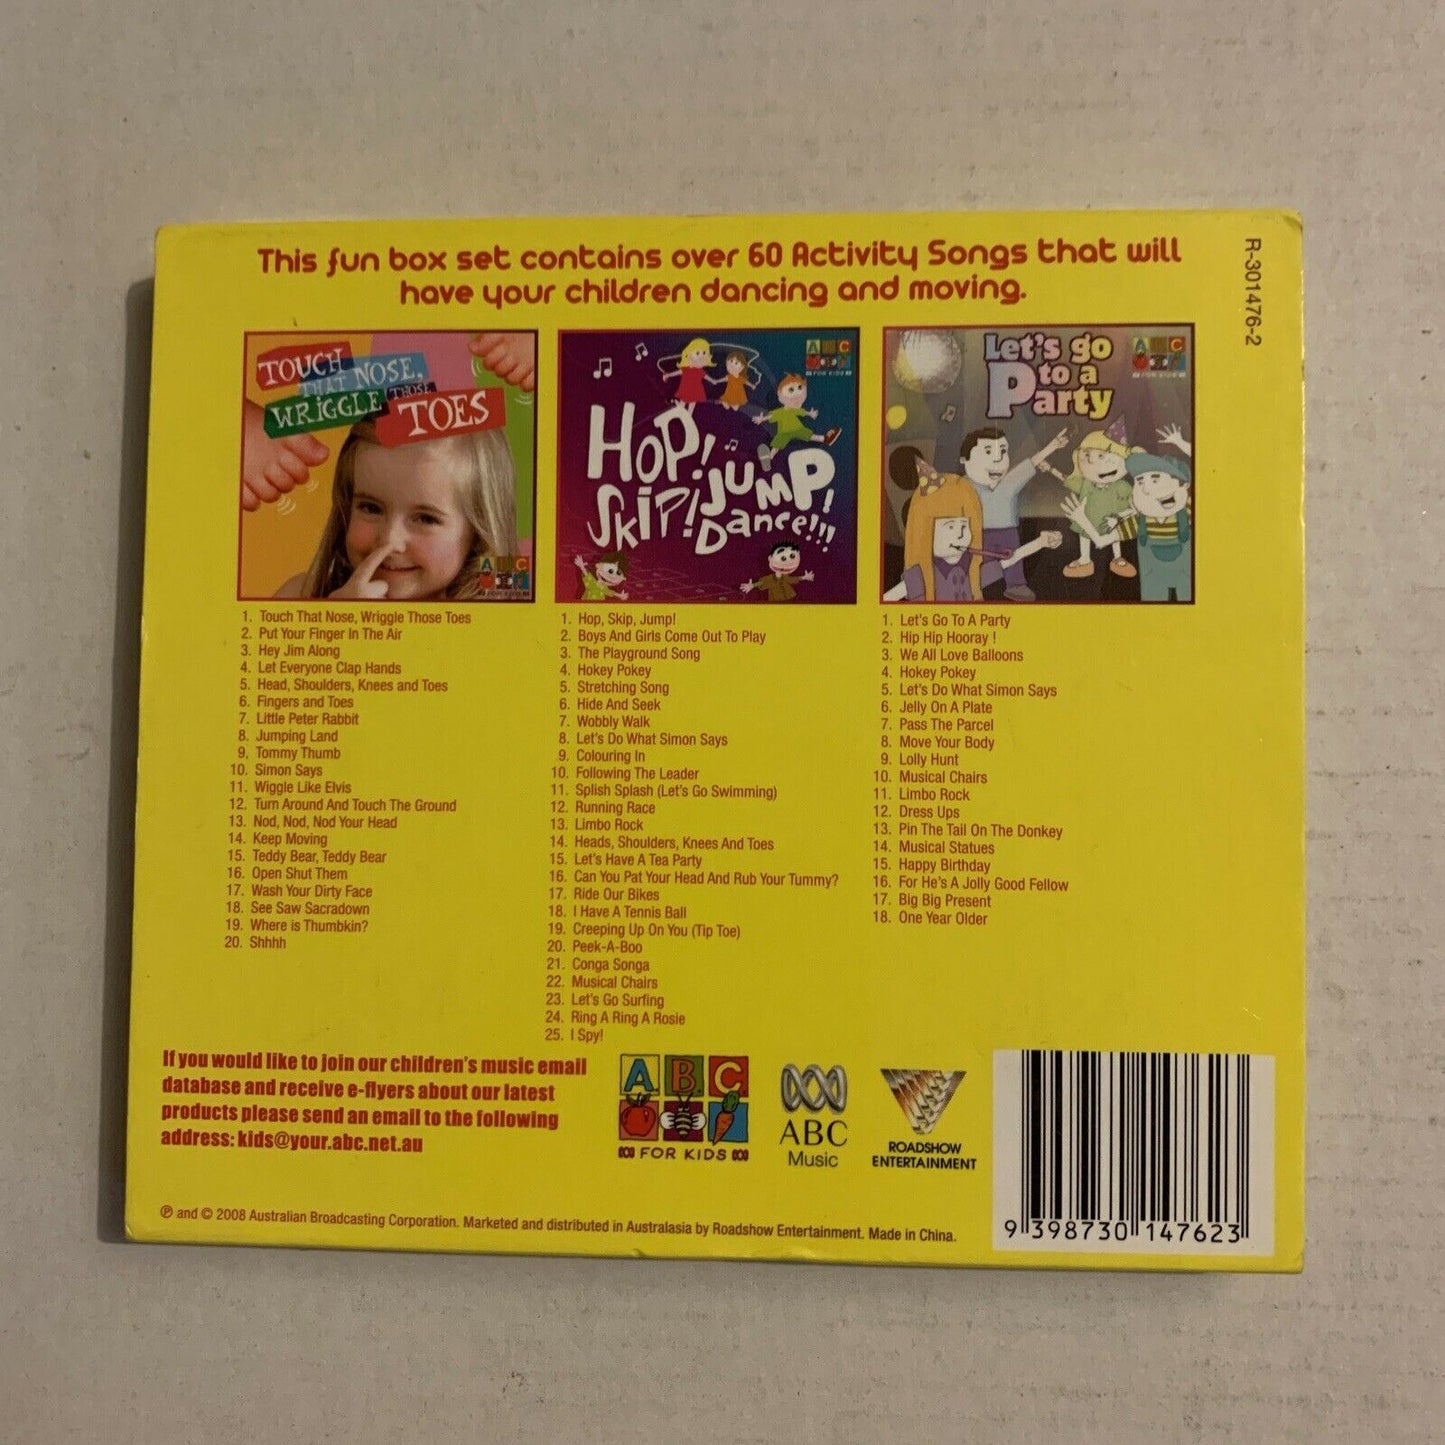 This fun box set contains over 60 Activity Songs that will
have your children dancing and moving.
R-301476-2
TOUCH
THAT NOSE,
WRIGGLE THOSE
TOES
ABC
FOR KIDS
1. Touch That Nose, Wriggle Those Toes
2. Put Your Finger In The Air
3. Hey Jim Along
4. Let Everyone Clap Hands
5. Head, Shoulders, Knees and Toes
6. Fingers and Toes
7. Little Peter Rabbit
8. Jumping Land
9. Tommy Thumb
10. Simon Says
11. Wiggle Like Elvis
12. Turn Around And Touch The Ground
13. Nod, Nod, Nod Your Head
14. Keep Moving
15. Teddy Bear, Teddy Bear
16. Open Shut Them
17. Wash Your Dirty Face
18. See Saw Sacradown
19. Where is Thumbkin?
20. Shhhh
ABC
FOR KIDS
HOP!
SKIP! JUMP!
Dance!!!
1. Hop, Skip, Jump!
2. Boys And Girls Come Out To Play
3. The Playground Song
4. Hokey Pokey
5. Stretching Song
6. Hide And Seek
7. Wobbly Walk
8. Let's Do What Simon Says
9. Colouring In
10. Following The Leader
11. Splish Splash (Let's Go Swimming)
12. Running Race
13. Limbo Rock
14. Heads, Shoulders, Knees And Toes
15. Let's Have A Tea Party
16. Can You Pat Your Head And Rub Your Tummy?
17. Ride Our Bikes
18. I Have A Tennis Ball
19. Creeping Up On You (Tip Toe)
20. Peek-A-Boo
21. Conga Songa
22. Musical Chairs
23. Let's Go Surfing
24. Ring A Ring A Rosie
25. I Spy!
Let's go
to a
Party
ABC
FOR KIDS
1. Let's Go To A Party
2. Hip Hip Hooray !
3. We All Love Balloons
4. Hokey Pokey
5. Let's Do What Simon Says
6. Jelly On A Plate
7. Pass The Parcel
8. Move Your Body
9. Lolly Hunt
10. Musical Chairs
11. Limbo Rock
12. Dress Ups
13. Pin The Tail On The Donkey
14. Musical Statues
15. Happy Birthday
16. For He's A Jolly Good Fellow
17. Big Big Present
18. One Year Older
If you would like to join our children's music email
database and receive e-flyers about our latest
products please send an email to the following
address: kids@your.abc.net.au
A.B.C.
FOR KIDS
ABC
Music
ROADSHOW
ENTERTAINMENT
℗ and © 2008 Australian Broadcasting Corporation. Marketed and distributed in Australasia by Roadshow Entertainment. Made in China.
9 398730 147623